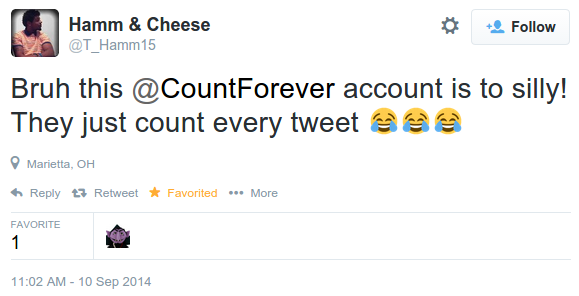 Hamm & Cheese
@T_Hamm15
Follow
Bruh this @CountForever account is to silly!
They just count every tweet 😂😂😂
Marietta, OH
Reply Retweet Favorited More
FAVORITE
1
11:02 AM - 10 Sep 2014